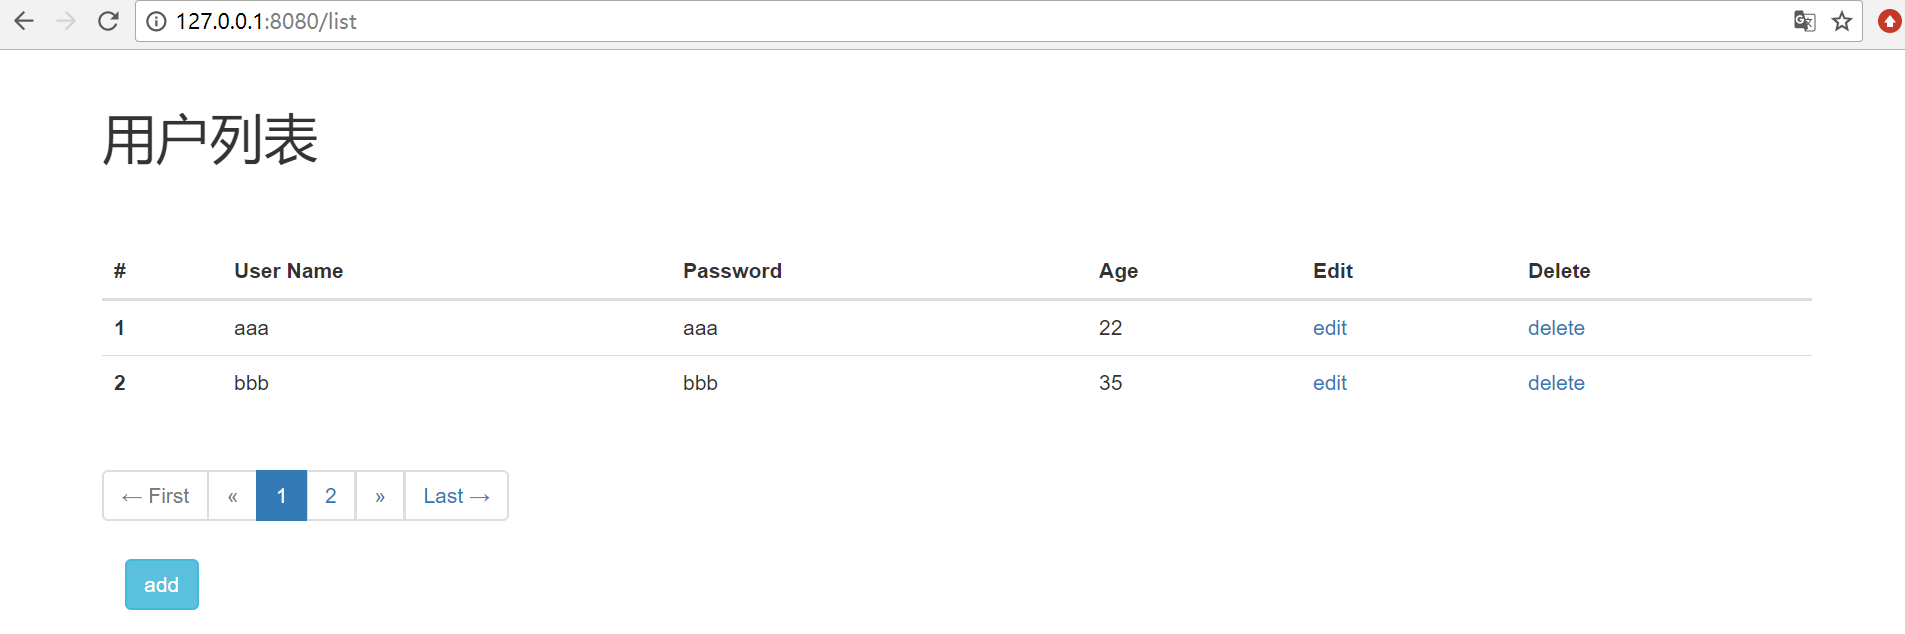 127.0.0.1:8080/list
用户列表
# User Name Password Age Edit Delete
1 aaa aaa 22 edit delete
2 bbb bbb 35 edit delete
← First « 1 2 » Last →
add